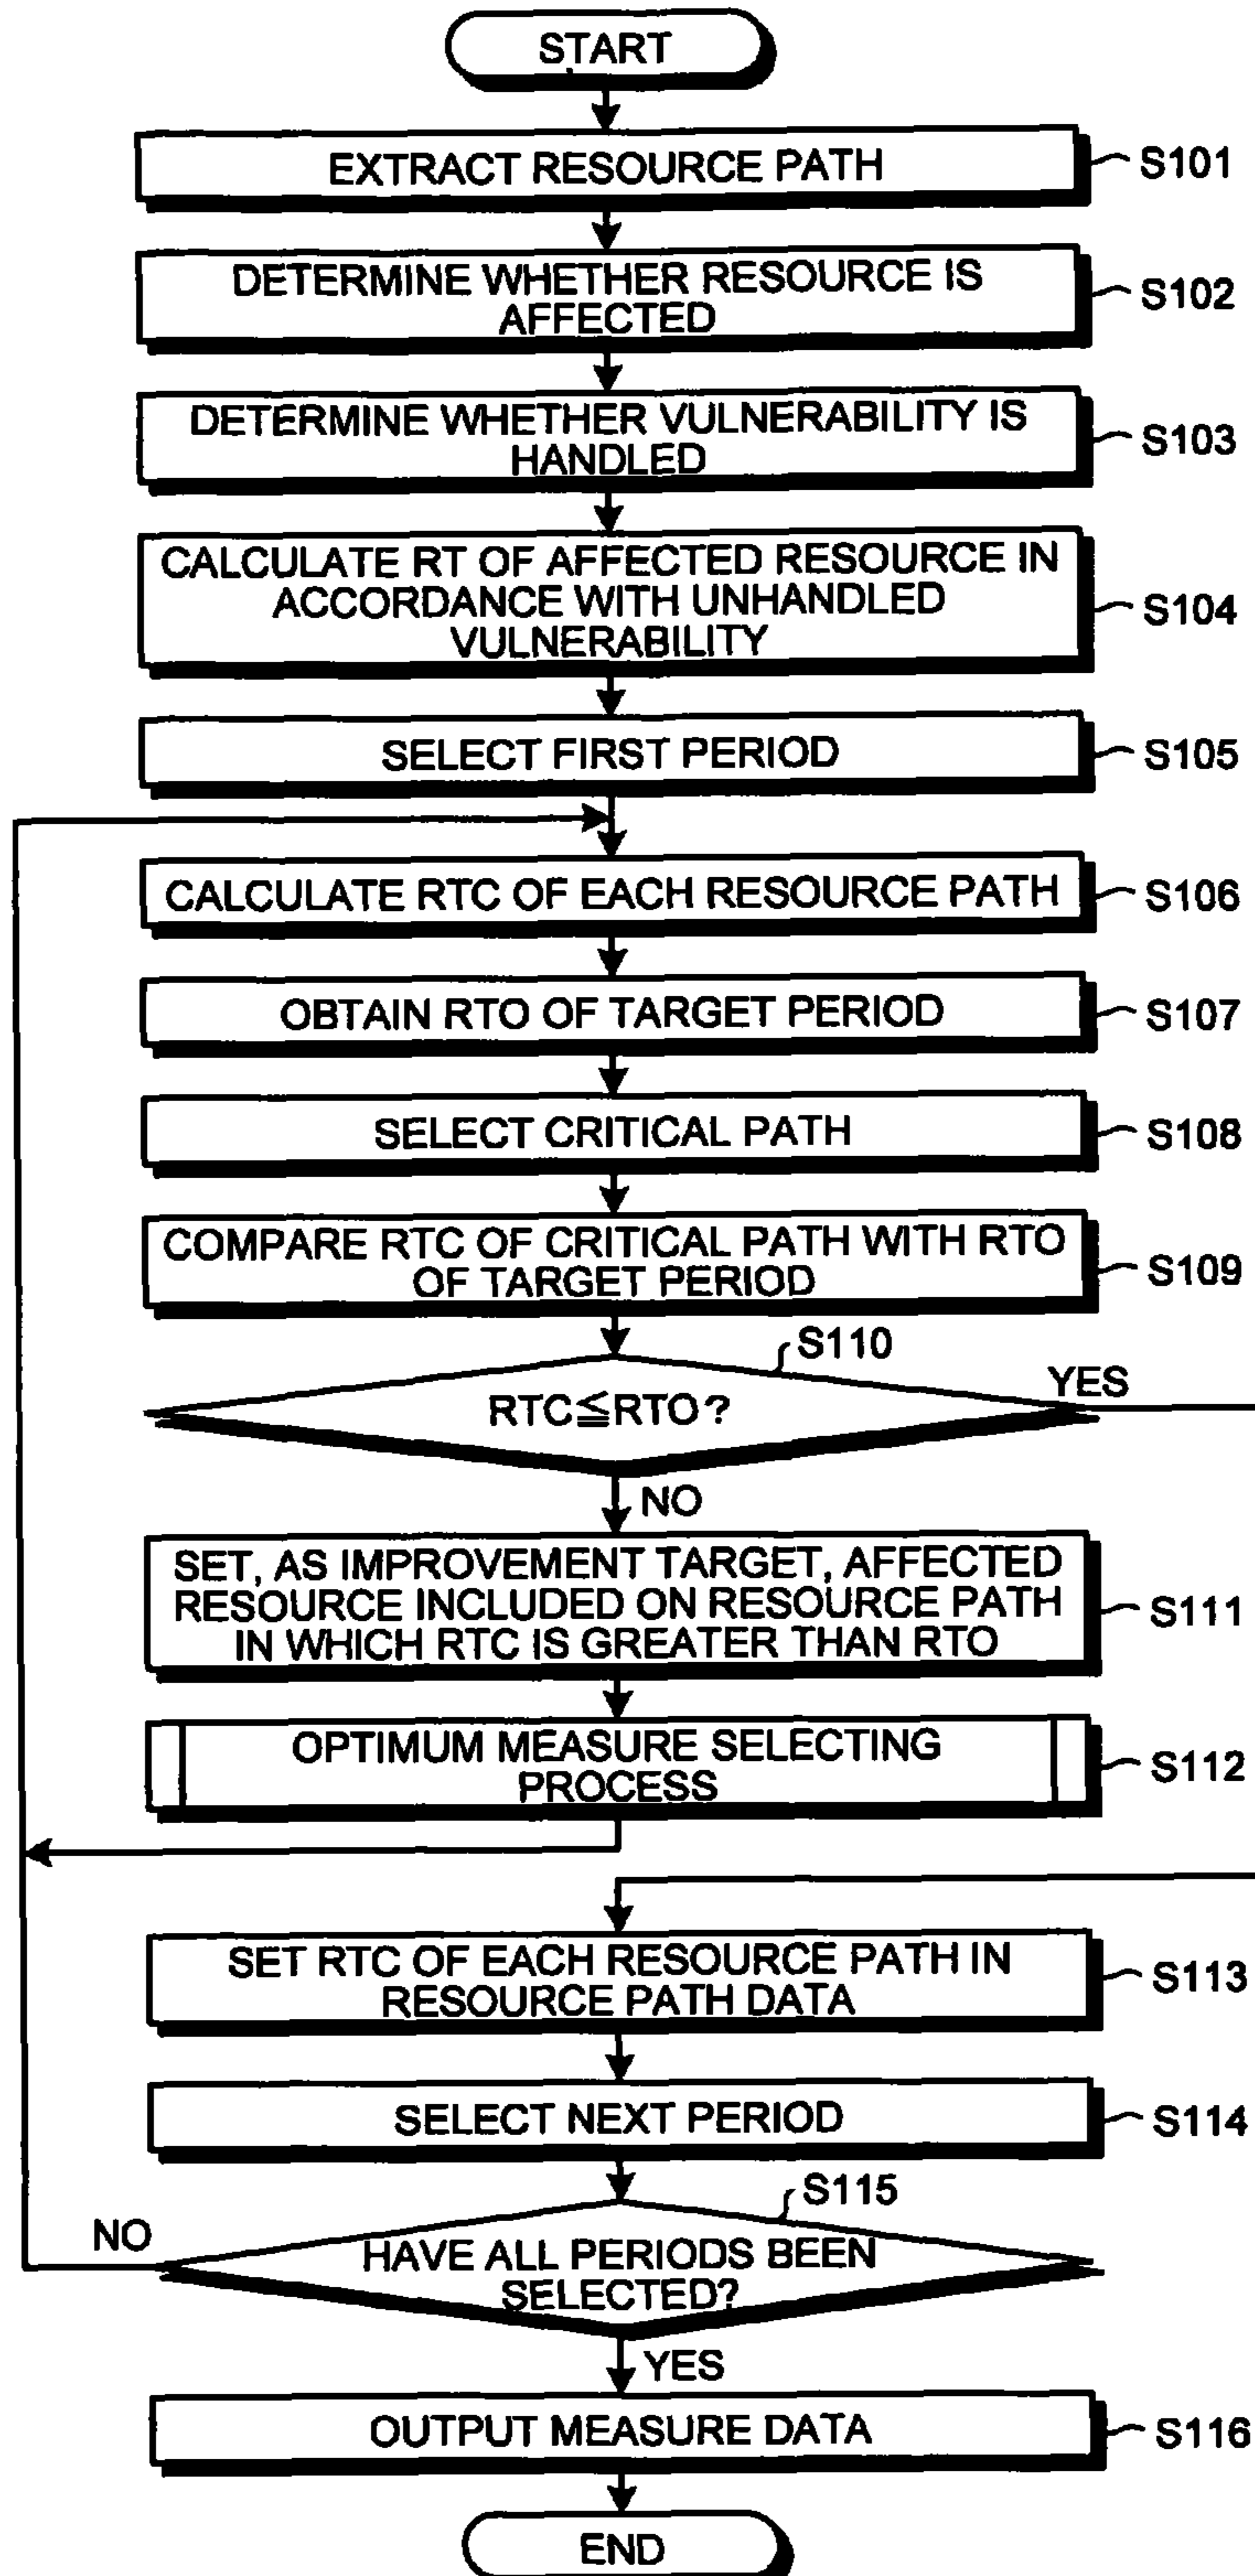 START
EXTRACT RESOURCE PATH
S101
DETERMINE WHETHER RESOURCE IS
AFFECTED
S102
DETERMINE WHETHER VULNERABILITY IS
HANDLED
S103
CALCULATE RT OF AFFECTED RESOURCE IN
ACCORDANCE WITH UNHANDLED
VULNERABILITY
S104
SELECT FIRST PERIOD
S105
CALCULATE RTC OF EACH RESOURCE PATH
S106
OBTAIN RTO OF TARGET PERIOD
S107
SELECT CRITICAL PATH
S108
COMPARE RTC OF CRITICAL PATH WITH RTO
OF TARGET PERIOD
S109
S110
YES
RTC≦RTO?
NO
SET, AS IMPROVEMENT TARGET, AFFECTED
RESOURCE INCLUDED ON RESOURCE PATH
IN WHICH RTC IS GREATER THAN RTO
S111
OPTIMUM MEASURE SELECTING
PROCESS
S112
SET RTC OF EACH RESOURCE PATH IN
RESOURCE PATH DATA
S113
SELECT NEXT PERIOD
S114
S115
NO
HAVE ALL PERIODS BEEN
SELECTED?
YES
OUTPUT MEASURE DATA
S116
END